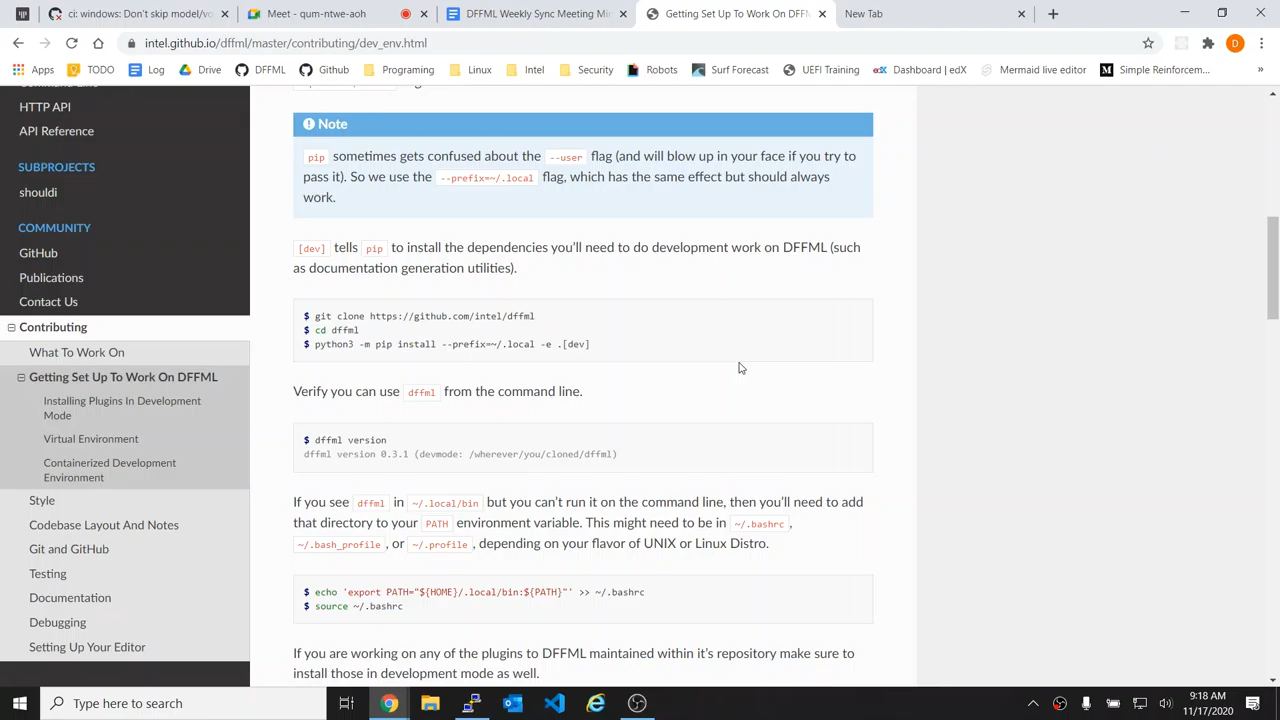 ci: windows: Don't skip model/vo
Meet - qum-ntwe-aoh
DFFML Weekly Sync Meeting Min
Getting Set Up To Work On DFFM
New Tab
intel.github.io/dffml/master/contributing/dev_env.html
Apps
TODO
Log
Drive
DFFML
Github
Programing
Linux
Intel
Security
Robots
Surf Forecast
UEFI Training
Dashboard | edX
Mermaid live editor
Simple Reinforcem...
»
HTTP API
API Reference
SUBPROJECTS
shouldi
COMMUNITY
GitHub
Publications
Contact Us
Contributing
What To Work On
Getting Set Up To Work On DFFML
Installing Plugins In Development
Mode
Virtual Environment
Containerized Development
Environment
Style
Codebase Layout And Notes
Git and GitHub
Testing
Documentation
Debugging
Setting Up Your Editor
Note
pip sometimes gets confused about the --user flag (and will blow up in your face if you try to
pass it). So we use the --prefix=~/.local flag, which has the same effect but should always
work.
[dev] tells pip to install the dependencies you'll need to do development work on DFFML (such
as documentation generation utilities).
$ git clone https://github.com/intel/dffml
$ cd dffml
$ python3 -m pip install --prefix=~/.local -e .[dev]
Verify you can use dffml from the command line.
$ dffml version
dffml version 0.3.1 (devmode: /wherever/you/cloned/dffml)
If you see dffml in ~/.local/bin but you can't run it on the command line, then you'll need to add
that directory to your PATH environment variable. This might need to be in ~/.bashrc,
~/.bash_profile, or ~/.profile, depending on your flavor of UNIX or Linux Distro.
$ echo 'export PATH="${HOME}/.local/bin:${PATH}"' >> ~/.bashrc
$ source ~/.bashrc
If you are working on any of the plugins to DFFML maintained within it's repository make sure to
install those in development mode as well.
Type here to search
9:18 AM
11/17/2020